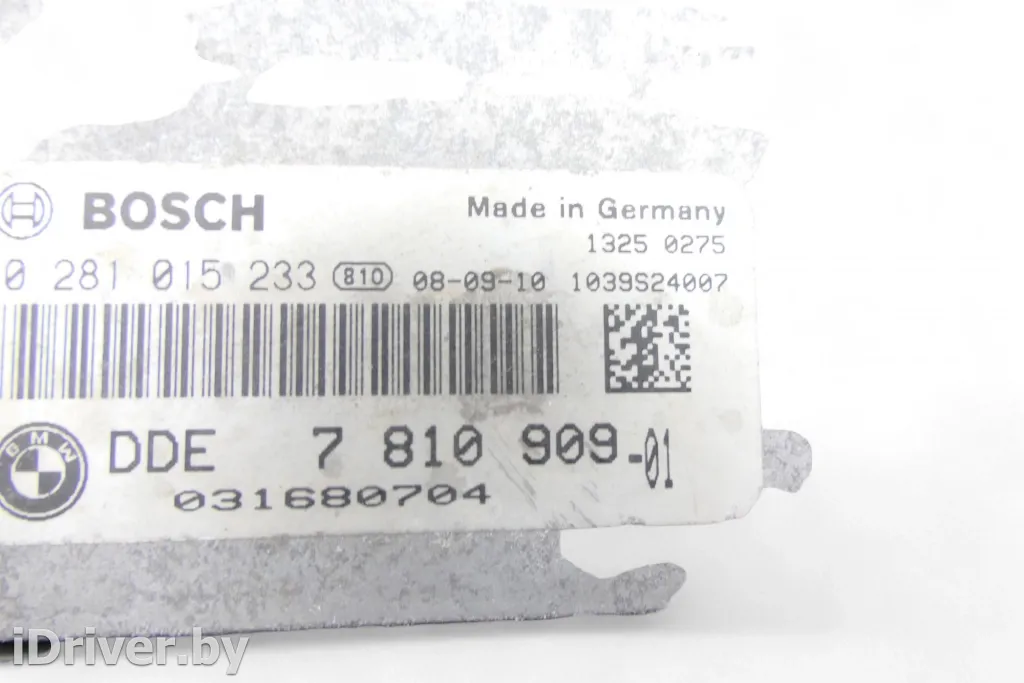 BOSCH
Made in Germany
1325 0275
0 281 015 233 810 08-09-10 1039S24007
BMW
DDE 7 810 909-01
031680704
iDriver.by